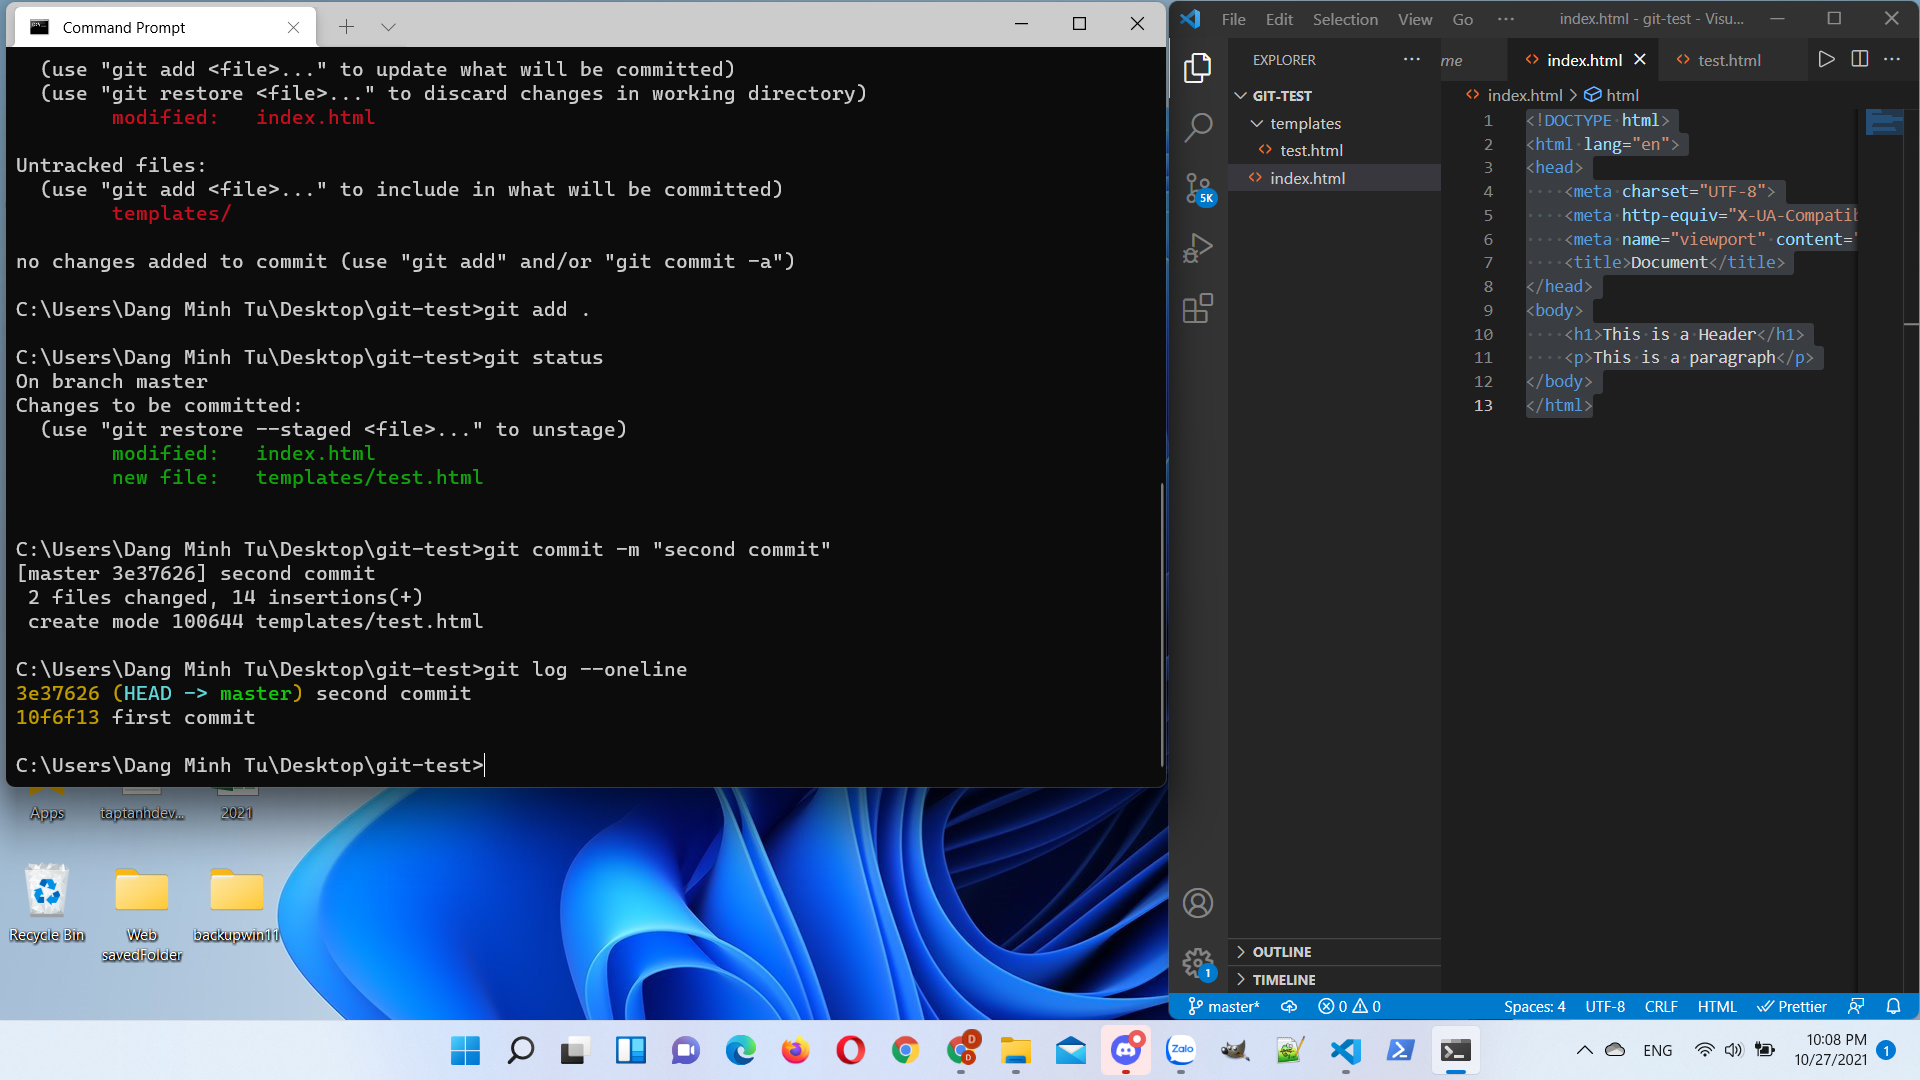 Command Prompt
(use "git add <file>..." to update what will be committed)
(use "git restore <file>..." to discard changes in working directory)
modified:   index.html
Untracked files:
(use "git add <file>..." to include in what will be committed)
templates/
no changes added to commit (use "git add" and/or "git commit -a")
C:\Users\Dang Minh Tu\Desktop\git-test>git add .
C:\Users\Dang Minh Tu\Desktop\git-test>git status
On branch master
Changes to be committed:
(use "git restore --staged <file>..." to unstage)
modified:   index.html
new file:   templates/test.html
C:\Users\Dang Minh Tu\Desktop\git-test>git commit -m "second commit"
[master 3e37626] second commit
2 files changed, 14 insertions(+)
create mode 100644 templates/test.html
C:\Users\Dang Minh Tu\Desktop\git-test>git log --oneline
3e37626 (HEAD -> master) second commit
10f6f13 first commit
C:\Users\Dang Minh Tu\Desktop\git-test>
Apps
taptanhdev...
2021
Recycle Bin
Web savedFolder
backupwin11
File Edit Selection View Go ··· index.html - git-test - Visu...
EXPLORER ···
me
index.html
test.html
GIT-TEST
templates
test.html
index.html
5K
index.html > html
1 <!DOCTYPE html>
2 <html lang="en">
3 <head>
4 <meta charset="UTF-8">
5 <meta http-equiv="X-UA-Compatib
6 <meta name="viewport" content="
7 <title>Document</title>
8 </head>
9 <body>
10 <h1>This is a Header</h1>
11 <p>This is a paragraph</p>
12 </body>
13 </html>
1
OUTLINE
TIMELINE
master* 0 0 Spaces: 4 UTF-8 CRLF HTML Prettier
D
D
Zalo
ENG
10:08 PM
10/27/2021
1